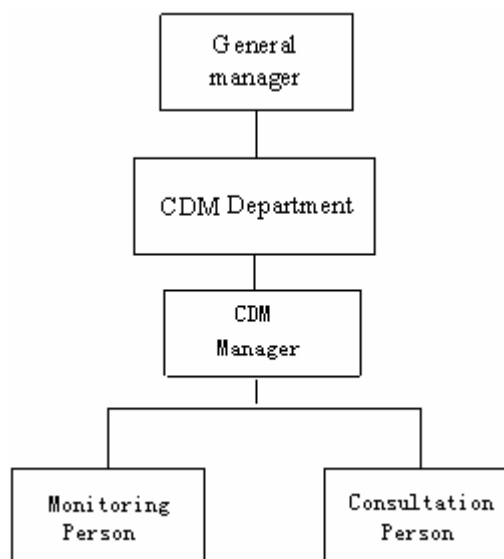 General
manager
CDM Department
CDM
Manager
Monitoring
Person
Consultation
Person